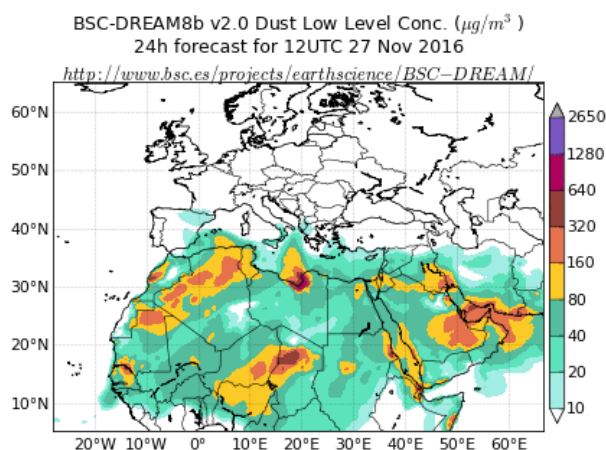 BSC-DREAM8b v2.0 Dust Low Level Conc. (μg/m³ )
24h forecast for 12UTC 27 Nov 2016
http://www.bsc.es/projects/earthscience/BSC−DREAM/
60°N
50°N
40°N
30°N
20°N
10°N
20°W
10°W
0°
10°E
20°E
30°E
40°E
50°E
60°E
2650
1280
640
320
160
80
40
20
10